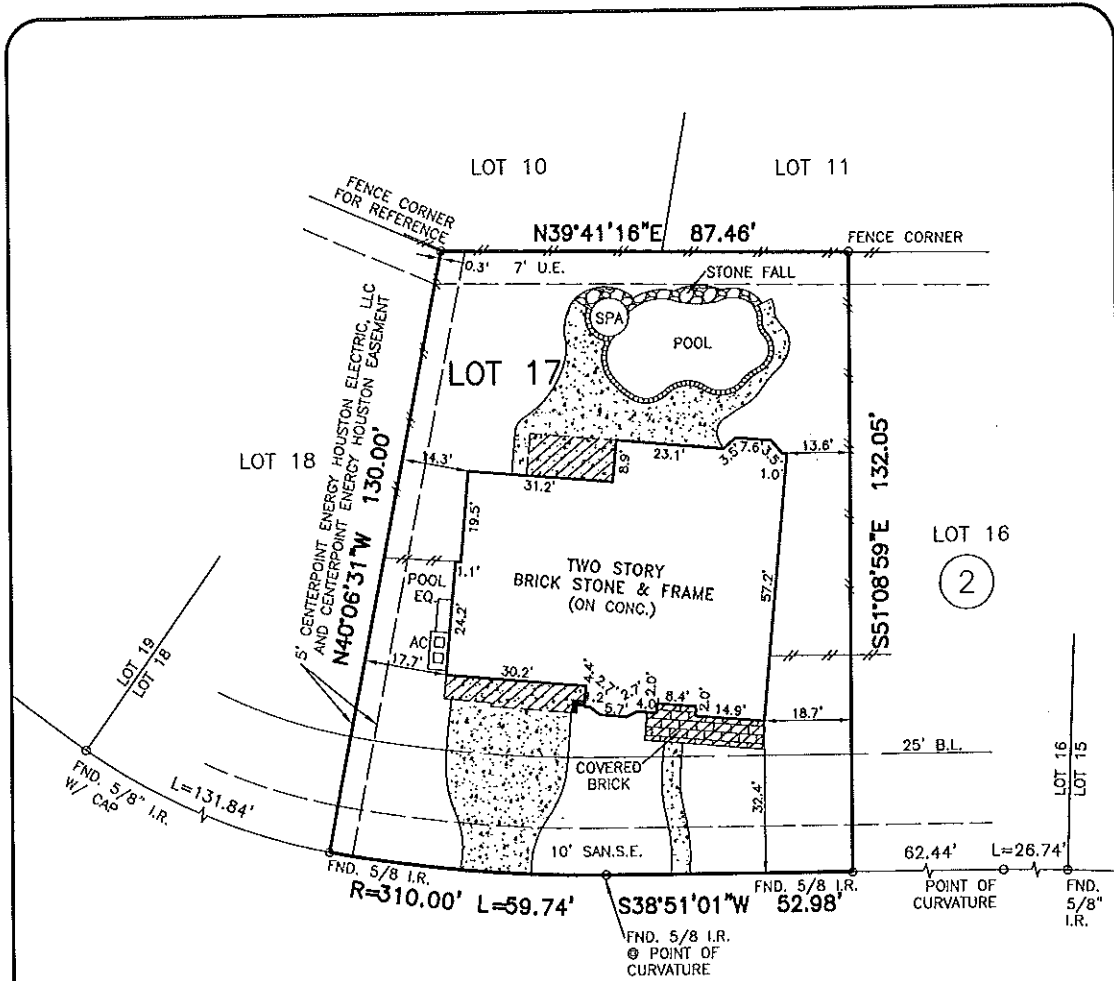 LOT 10
LOT 11
FENCE CORNER
FOR REFERENCE
N39°41'16"E 87.46'
FENCE CORNER
0.3'
7' U.E.
STONE FALL
SPA
POOL
LOT 17
5' CENTERPOINT ENERGY HOUSTON ELECTRIC, LLC
AND CENTERPOINT ENERGY HOUSTON EASEMENT
N40°06'31"W 130.00'
S51°08'59"E 132.05'
LOT 18
LOT 16
2
14.3'
31.2'
8.9'
23.1'
3.5'
7.6'
3.5'
1.0'
13.6'
19.5'
1.1'
POOL
EQ.
24.2'
AC
17.7'
TWO STORY
BRICK STONE & FRAME
(ON CONC.)
57.2'
30.2'
4.4'
2.7'
2.7'
5.7'
4.0'
2.0'
8.4'
2.0'
14.9'
18.7'
LOT 19
LOT 18
25' B.L.
LOT 16
LOT 15
COVERED
BRICK
32.4'
FND. 5/8" I.R.
W/ CAP
L=131.84'
10' SAN.S.E.
FND. 5/8 I.R.
R=310.00' L=59.74'
S38°51'01"W 52.98'
FND. 5/8 I.R.
62.44'
L=26.74'
POINT OF
CURVATURE
FND.
5/8"
I.R.
FND. 5/8 I.R.
@ POINT OF
CURVATURE